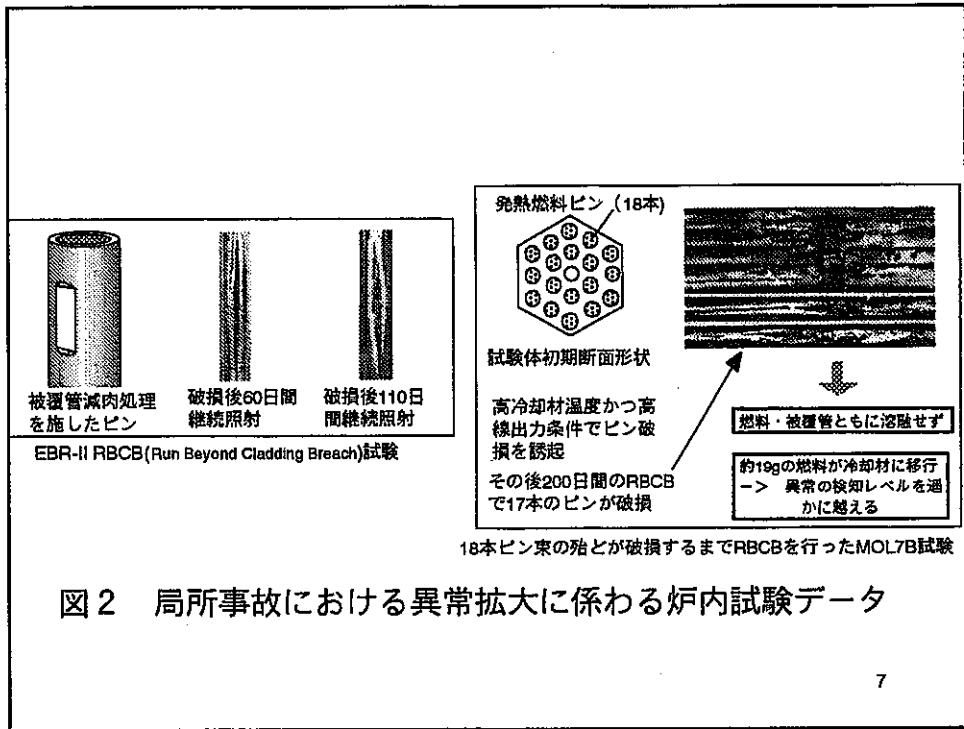 被覆管減肉処理
を施したピン
破損後60日間
継続照射
破損後110日
間継続照射
EBR-II RBCB(Run Beyond Cladding Breach)試験
発熱燃料ピン（18本）
試験体初期断面形状
高冷却材温度かつ高
線出力条件でピン破
損を誘起
その後200日間のRBCB
で17本のピンが破損
燃料・被覆管ともに溶融せず
約19gの燃料が冷却材に移行
−＞　異常の検知レベルを遥
かに越える
18本ピン束の殆どが破損するまでRBCBを行ったMOL7B試験
図２　局所事故における異常拡大に係わる炉内試験データ
7